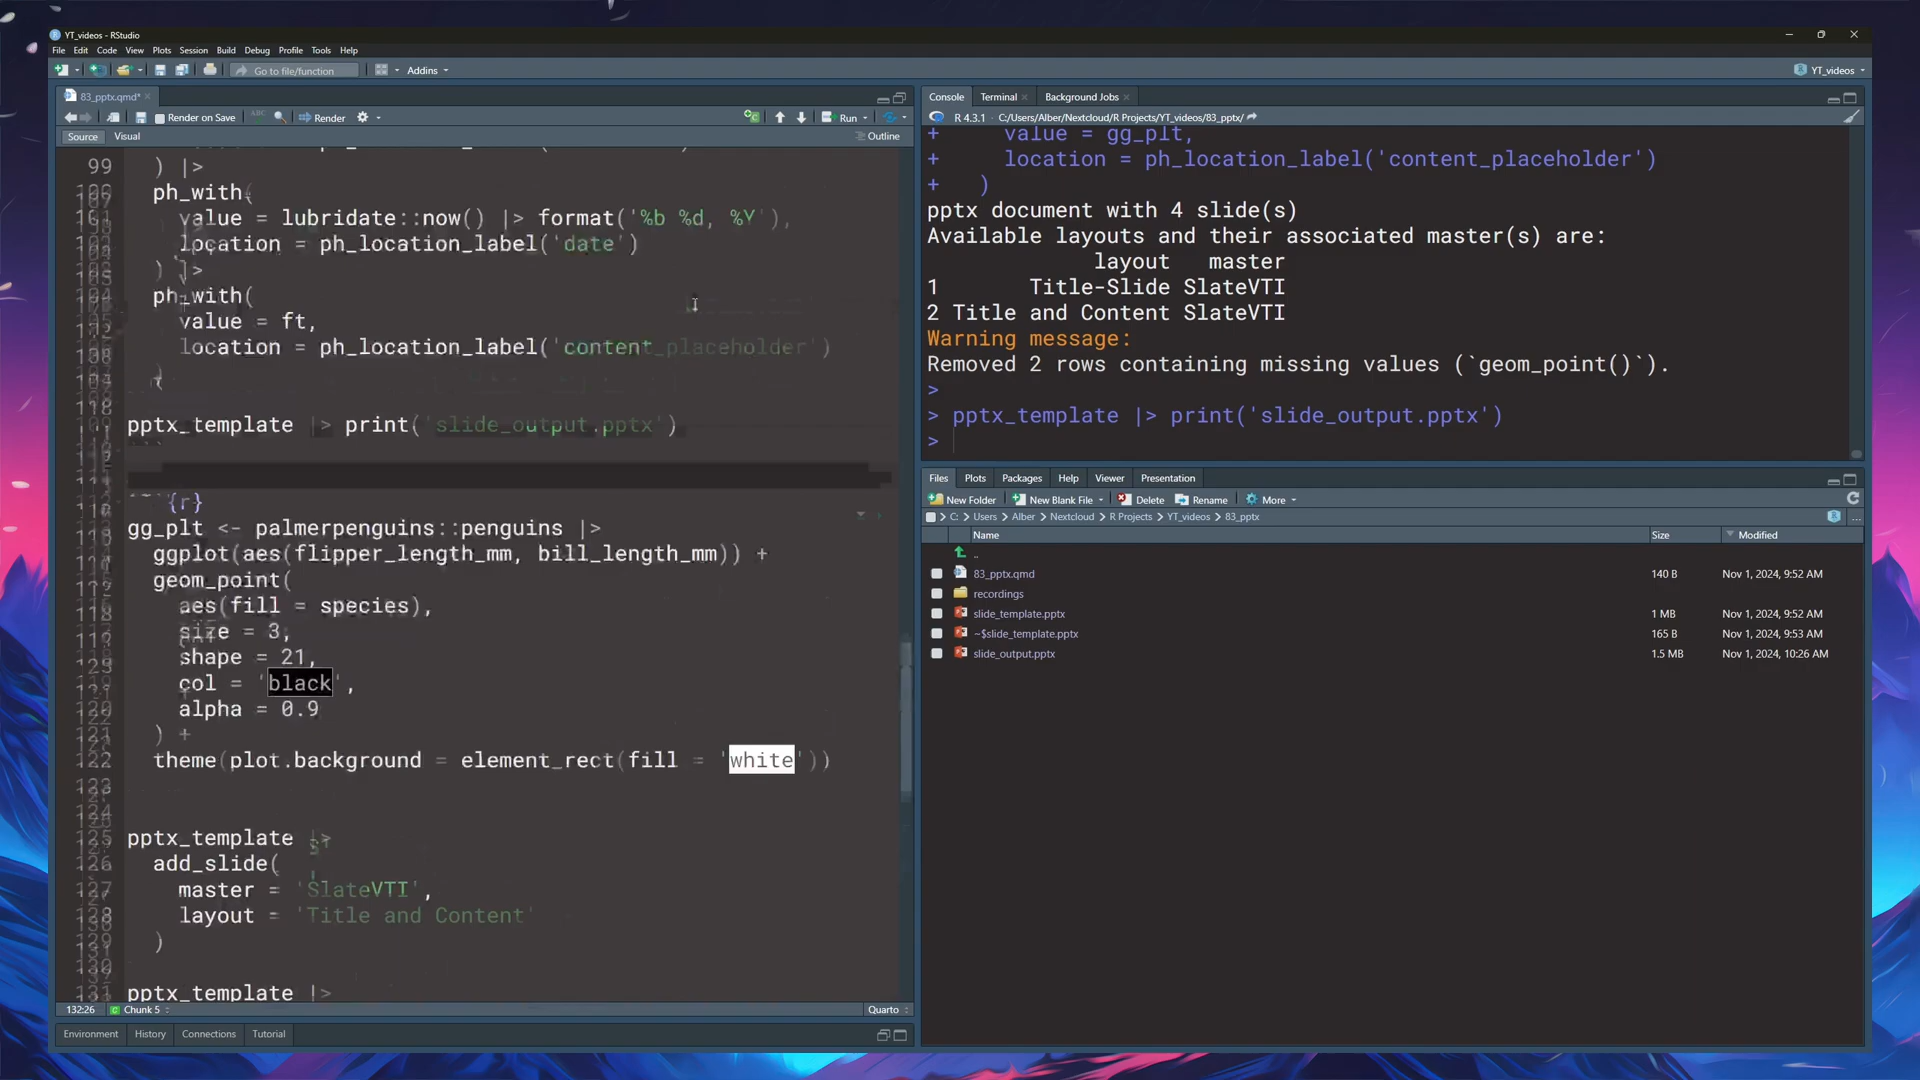 YT_videos - RStudio
File Edit Code View Plots Session Build Debug Profile Tools Help
Go to file/function
Addins
YT_videos
83_pptx.qmd*
Render on Save
Render
Run
Source Visual
Outline
99 ) |>
ph_with(
value = lubridate::now() |> format('%b %d, %Y'),
location = ph_location_label('date')
) |>
ph_with(
value = ft,
location = ph_location_label('content_placeholder')
pptx_template |> print('slide_output.pptx')
{r}
gg_plt <- palmerpenguins::penguins |>
ggplot(aes(flipper_length_mm, bill_length_mm)) +
geom_point(
aes(fill = species),
size = 3,
shape = 21,
col = 'black',
alpha = 0.9
) +
122 theme(plot.background = element_rect(fill = 'white'))
pptx_template |>
add_slide(
master = 'SlateVTI',
layout = 'Title and Content'
)
pptx_template |>
132:26 Chunk 5
Quarto
Environment History Connections Tutorial
Console Terminal Background Jobs
R 4.3.1 · C:/Users/Alber/Nextcloud/R Projects/YT_videos/83_pptx/
+ value = gg_plt,
+ location = ph_location_label('content_placeholder')
+ )
pptx document with 4 slide(s)
Available layouts and their associated master(s) are:
layout master
1 Title-Slide SlateVTI
2 Title and Content SlateVTI
Warning message:
Removed 2 rows containing missing values (`geom_point()`).
>
> pptx_template |> print('slide_output.pptx')
>
Files Plots Packages Help Viewer Presentation
New Folder New Blank File Delete Rename More
C: > Users > Alber > Nextcloud > R Projects > YT_videos > 83_pptx
...
Name Size Modified
..
83_pptx.qmd 140 B Nov 1, 2024, 9:52 AM
recordings
slide_template.pptx 1 MB Nov 1, 2024, 9:52 AM
~$slide_template.pptx 165 B Nov 1, 2024, 9:53 AM
slide_output.pptx 1.5 MB Nov 1, 2024, 10:26 AM